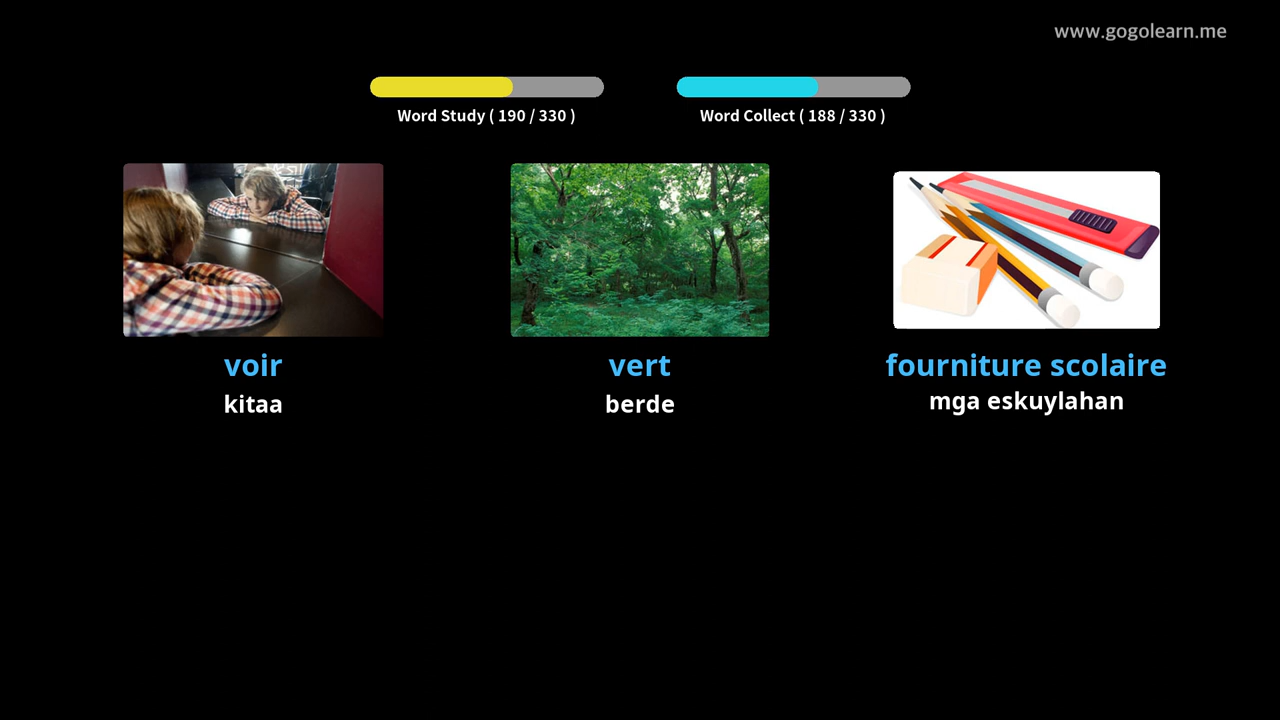 www.gogolearn.me
Word Study ( 190 / 330 )
Word Collect ( 188 / 330 )
voir
kitaa
vert
berde
fourniture scolaire
mga eskuylahan